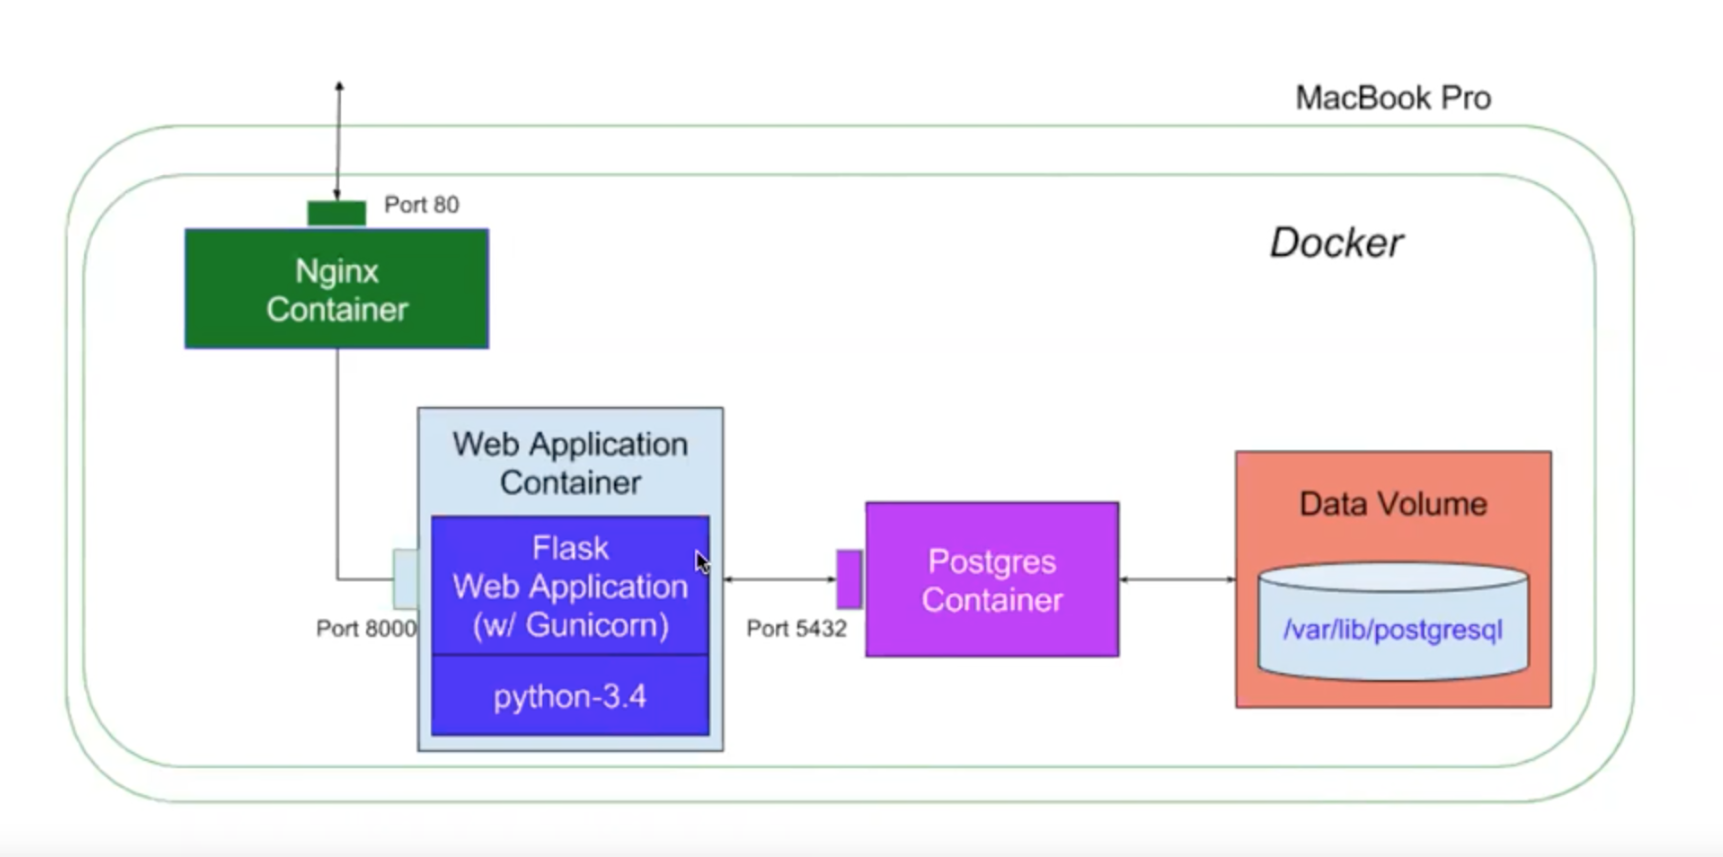 MacBook Pro
Port 80
Docker
Nginx
Container
Web Application
Container
Flask
Web Application
(w/ Gunicorn)
python-3.4
Port 8000
Port 5432
Postgres
Container
Data Volume
/var/lib/postgresql